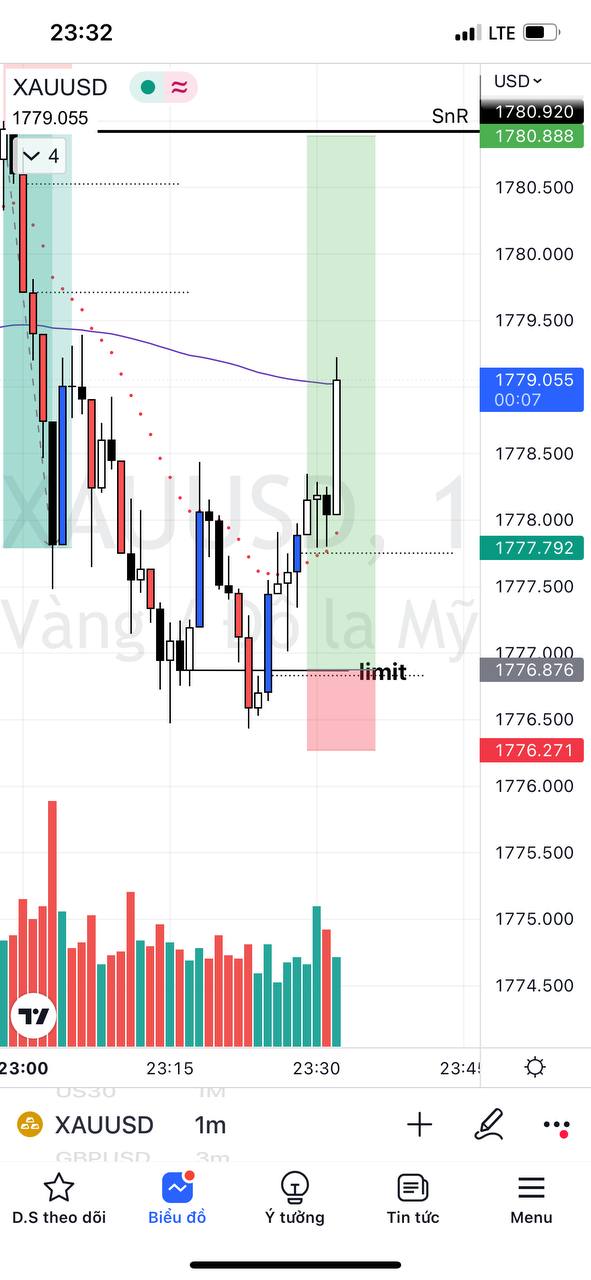 23:32
LTE
XAUUSD
≈
USD
1779.055
SnR
1780.920
1780.888
4
1780.500
1780.000
1779.500
1779.055
00:07
1778.500
XAUUSD, 1
1778.000
1777.792
1777.500
Vàng / Đô la Mỹ
1777.000
limit
1776.876
1776.500
1776.271
1776.000
1775.500
1775.000
1774.500
23:00
23:15
23:30
23:45
US30
1M
XAUUSD
1m
GBPUSD
3m
D.S theo dõi
Biểu đồ
Ý tưởng
Tin tức
Menu